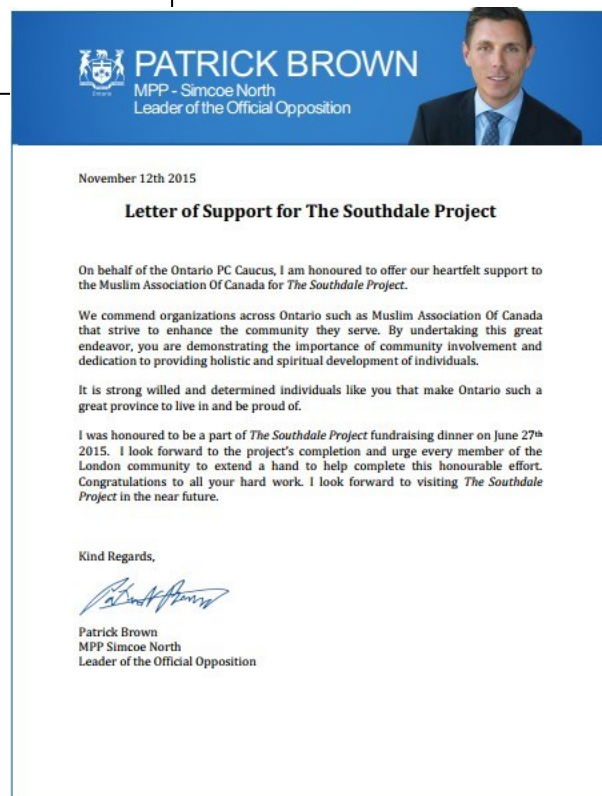 PATRICK BROWN
MPP - Simcoe North
Leader of the Official Opposition
Ontario
November 12th 2015
Letter of Support for The Southdale Project
On behalf of the Ontario PC Caucus, I am honoured to offer our heartfelt support to
the Muslim Association Of Canada for The Southdale Project.
We commend organizations across Ontario such as Muslim Association Of Canada
that strive to enhance the community they serve. By undertaking this great
endeavor, you are demonstrating the importance of community involvement and
dedication to providing holistic and spiritual development of individuals.
It is strong willed and determined individuals like you that make Ontario such a
great province to live in and be proud of.
I was honoured to be a part of The Southdale Project fundraising dinner on June 27th
2015. I look forward to the project's completion and urge every member of the
London community to extend a hand to help complete this honourable effort.
Congratulations to all your hard work. I look forward to visiting The Southdale
Project in the near future.
Kind Regards,
Patrick Brown
MPP Simcoe North
Leader of the Official Opposition